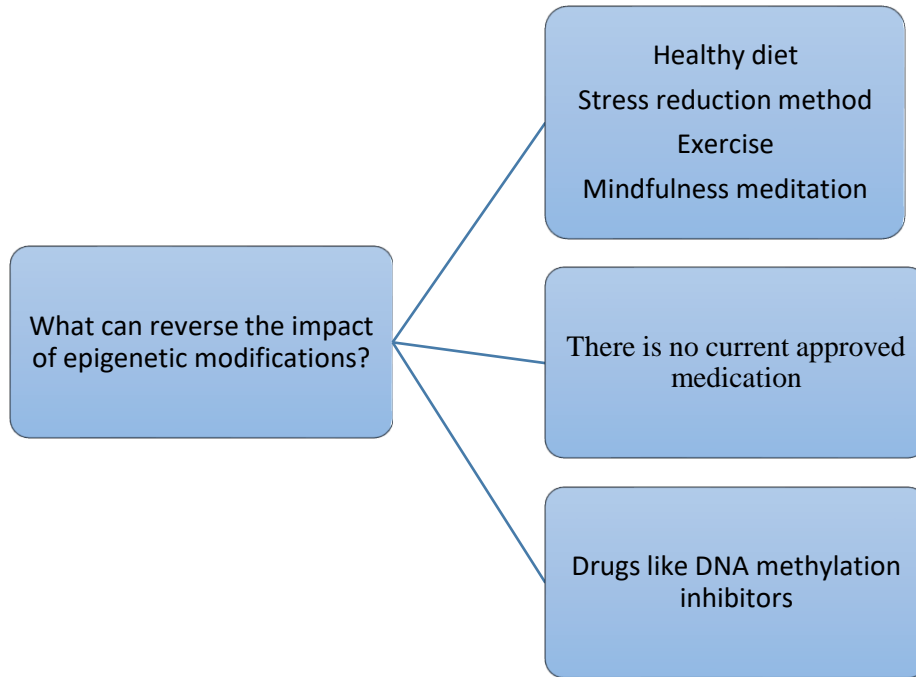 What can reverse the impact
of epigenetic modifications?
Healthy diet
Stress reduction method
Exercise
Mindfulness meditation
There is no current approved
medication
Drugs like DNA methylation
inhibitors